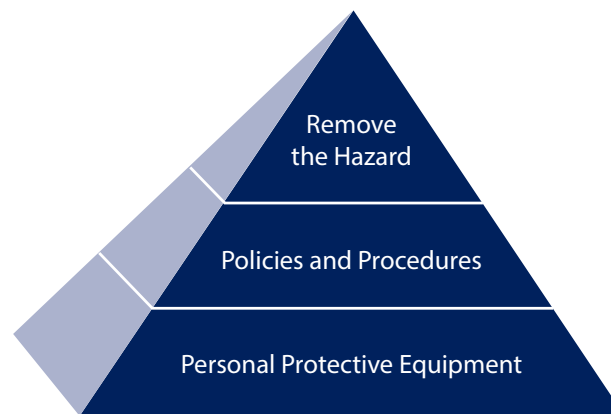 Remove
the Hazard
Policies and Procedures
Personal Protective Equipment